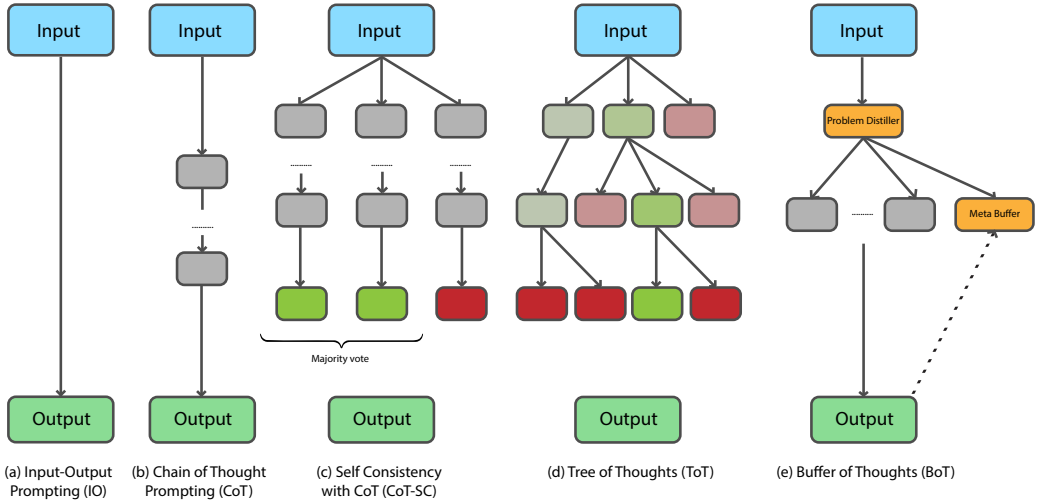 Input
Input
Input
Input
Input
Problem Distiller
............
............
............
............
............
Meta Buffer
Majority vote
Output
Output
Output
Output
Output
(a) Input-Output
Prompting (IO)
(b) Chain of Thought
Prompting (CoT)
(c) Self Consistency
with CoT (CoT-SC)
(d) Tree of Thoughts (ToT)
(e) Buffer of Thoughts (BoT)